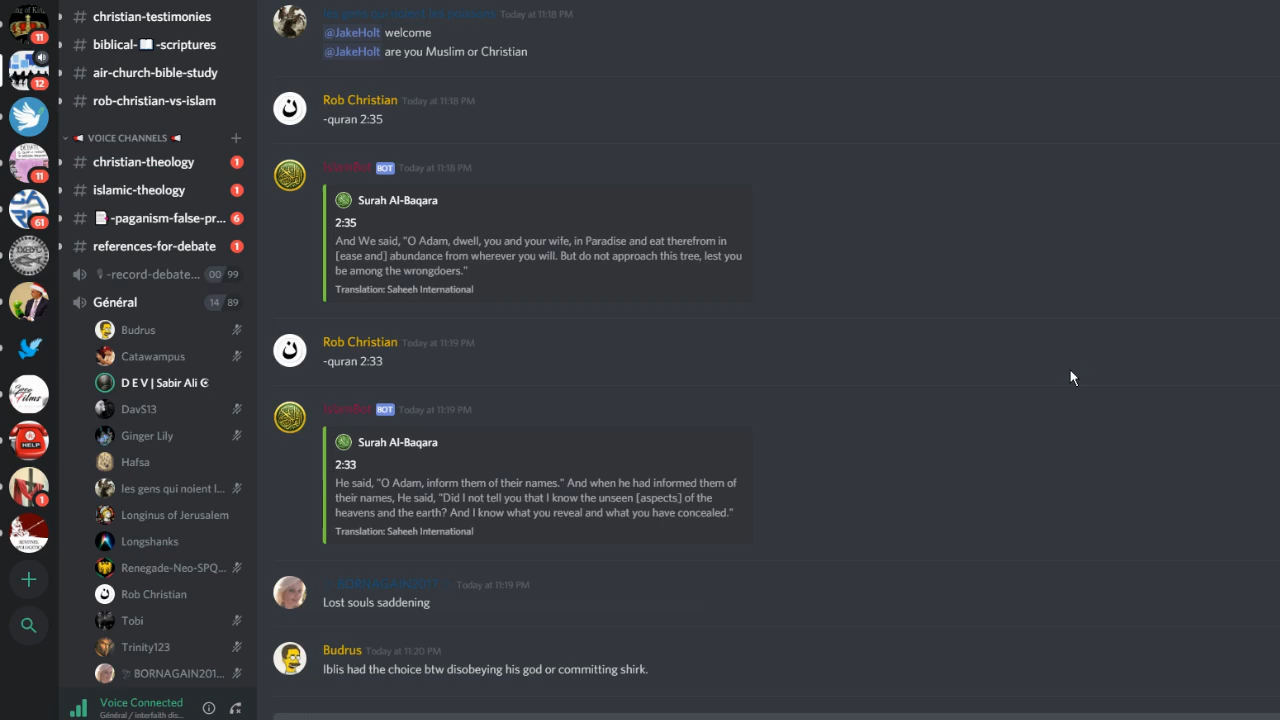 11
12
11
61
1
HELP
christian-testimonies
biblical-📖-scriptures
air-church-bible-study
rob-christian-vs-islam
VOICE CHANNELS
christian-theology 1
islamic-theology 1
-paganism-false-pr... 6
references-for-debate 1
-record-debate... 00 99
Général 14 89
Budrus
Catawampus
D E V | Sabir Ali
DavS13
Ginger Lily
Hafsa
les gens qui noient l...
Longinus of Jerusalem
Longshanks
Renegade-Neo-SPQ...
Rob Christian
Tobi
Trinity123
BORNAGAIN201...
Voice Connected
Général / interfaith dis...
les gens qui noient les poissons Today at 11:18 PM
@JakeHolt welcome
@JakeHolt are you Muslim or Christian
Rob Christian Today at 11:18 PM
-quran 2:35
IslamBot BOT Today at 11:18 PM
Surah Al-Baqara
2:35
And We said, "O Adam, dwell, you and your wife, in Paradise and eat therefrom in
[ease and] abundance from wherever you will. But do not approach this tree, lest you
be among the wrongdoers."
Translation: Saheeh International
Rob Christian Today at 11:19 PM
-quran 2:33
IslamBot BOT Today at 11:19 PM
Surah Al-Baqara
2:33
He said, "O Adam, inform them of their names." And when he had informed them of
their names, He said, "Did I not tell you that I know the unseen [aspects] of the
heavens and the earth? And I know what you reveal and what you have concealed."
Translation: Saheeh International
BORNAGAIN2017 Today at 11:19 PM
Lost souls saddening
Budrus Today at 11:20 PM
Iblis had the choice btw disobeying his god or committing shirk.